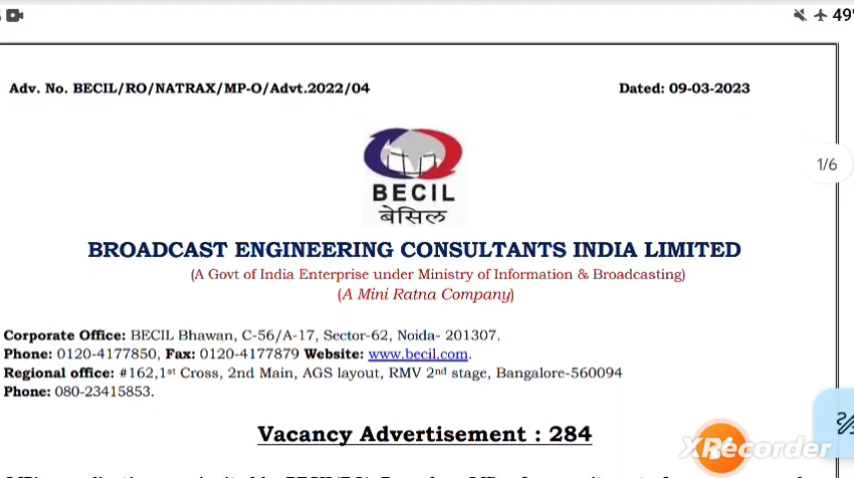 49
Adv. No. BECIL/RO/NATRAX/MP-O/Advt.2022/04 Dated: 09-03-2023
1/6
BECIL
बेसिल
BROADCAST ENGINEERING CONSULTANTS INDIA LIMITED
(A Govt of India Enterprise under Ministry of Information & Broadcasting)
(A Mini Ratna Company)
Corporate Office: BECIL Bhawan, C-56/A-17, Sector-62, Noida- 201307.
Phone: 0120-4177850, Fax: 0120-4177879 Website: www.becil.com.
Regional office: #162,1st Cross, 2nd Main, AGS layout, RMV 2nd stage, Bangalore-560094
Phone: 080-23415853.
Vacancy Advertisement : 284
XRecorder